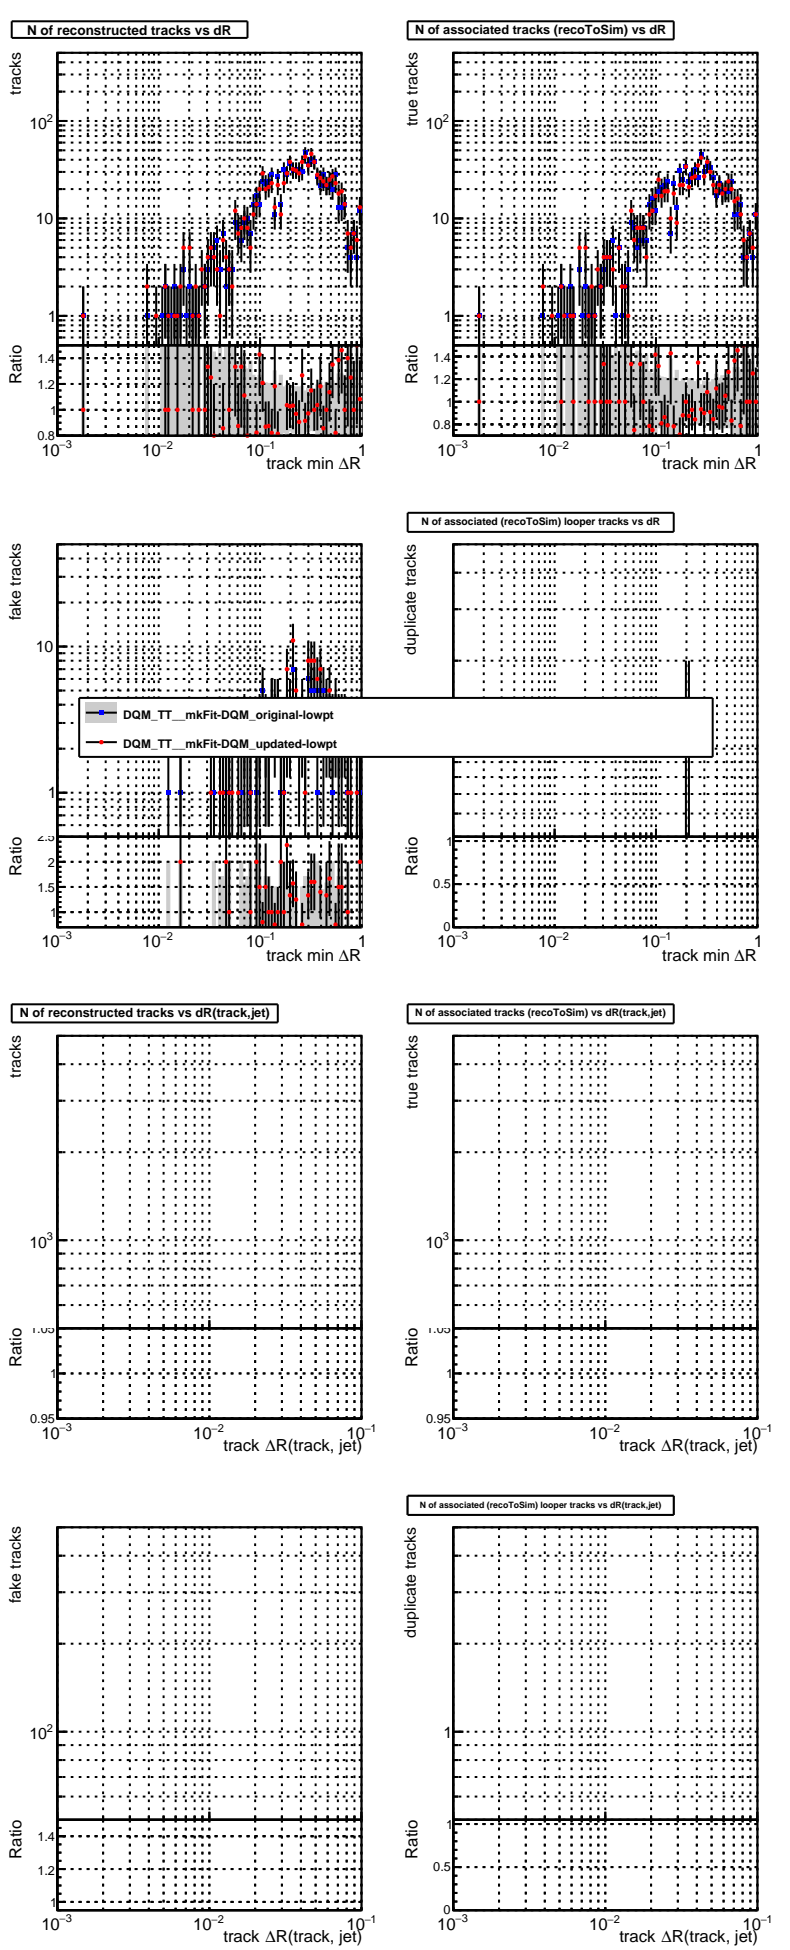 N of reconstructed tracks vs dR
N of associated tracks (recoToSim) vs dR
tracks
10²
10
1
Ratio
1.4
1.2
1
0.8
10⁻³ 10⁻² 10⁻¹ 1
track min ΔR
true tracks
10²
10
1
Ratio
1.4
1.2
1
0.8
10⁻³ 10⁻² 10⁻¹ 1
track min ΔR
N of associated (recoToSim) looper tracks vs dR
fake tracks
10
1
Ratio
2.5
2
1.5
1
10⁻³ 10⁻² 10⁻¹ 1
track min ΔR
duplicate tracks
Ratio
1
0.5
0
10⁻³ 10⁻² 10⁻¹ 1
track min ΔR
DQM_TT__mkFit-DQM_original-lowpt
DQM_TT__mkFit-DQM_updated-lowpt
N of reconstructed tracks vs dR(track,jet)
N of associated tracks (recoToSim) vs dR(track,jet)
tracks
10³
Ratio
1.05
1
0.95
10⁻³ 10⁻² 10⁻¹
track ΔR(track, jet)
true tracks
10³
Ratio
1.05
1
0.95
10⁻³ 10⁻² 10⁻¹
track ΔR(track, jet)
N of associated (recoToSim) looper tracks vs dR(track,jet)
fake tracks
10²
Ratio
1.4
1.2
1
10⁻³ 10⁻² 10⁻¹
track ΔR(track, jet)
duplicate tracks
1
Ratio
1
0.5
0
10⁻³ 10⁻² 10⁻¹
track ΔR(track, jet)